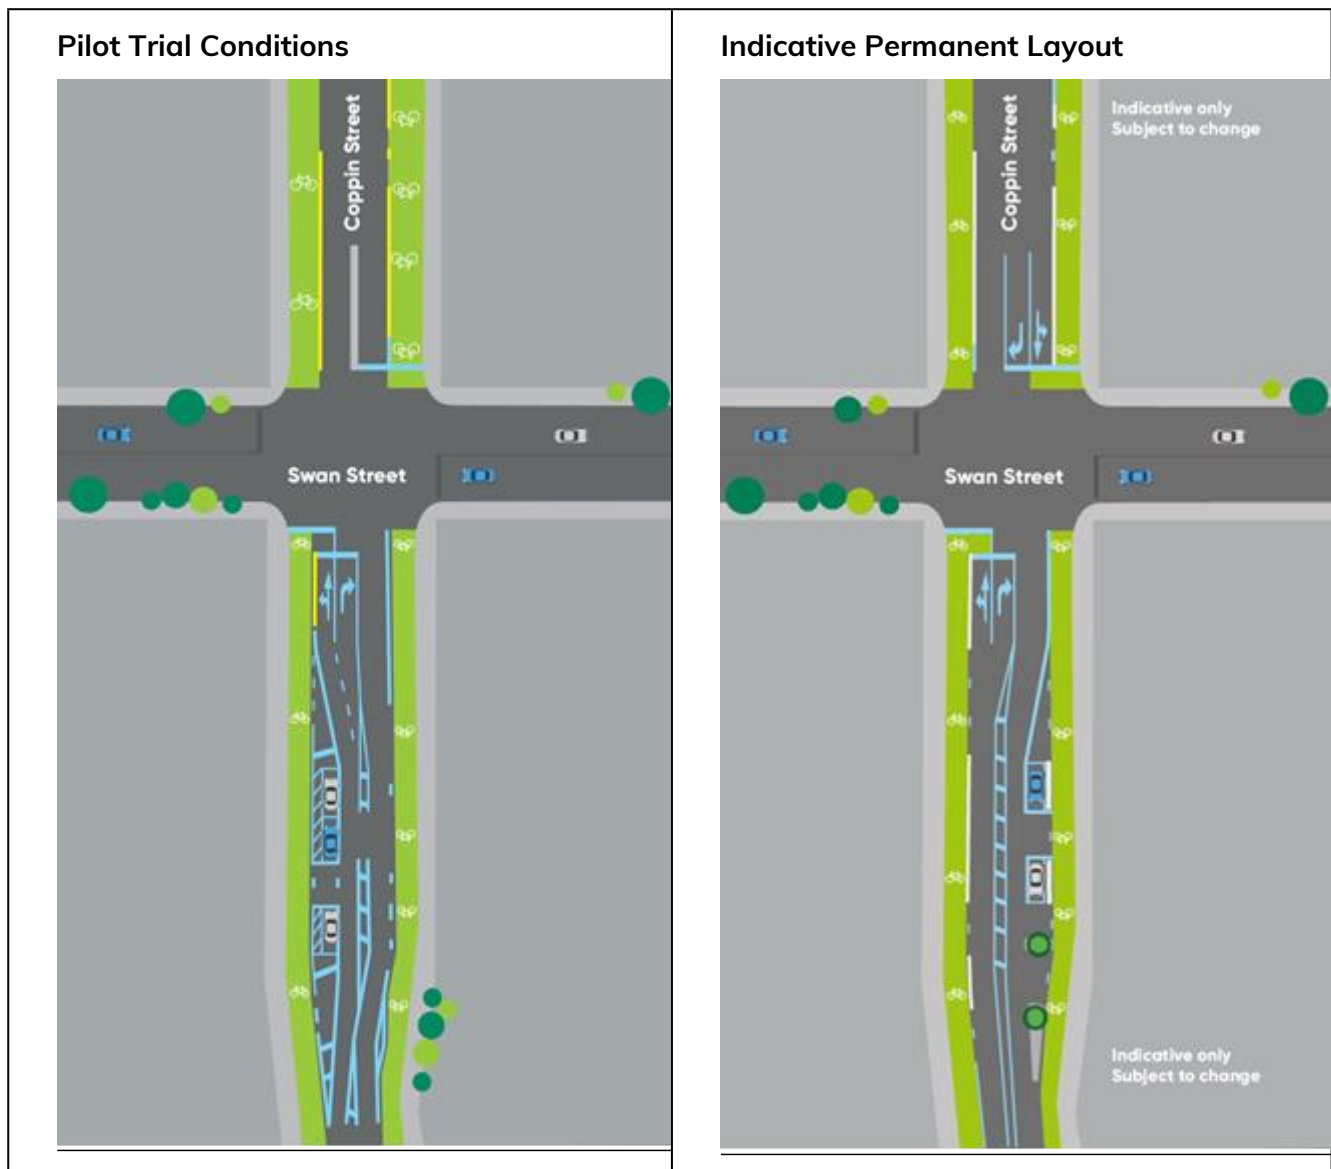 Pilot Trial Conditions
Coppin Street
Swan Street
Indicative Permanent Layout
Coppin Street
Indicative only
Subject to change
Swan Street
Indicative only
Subject to change